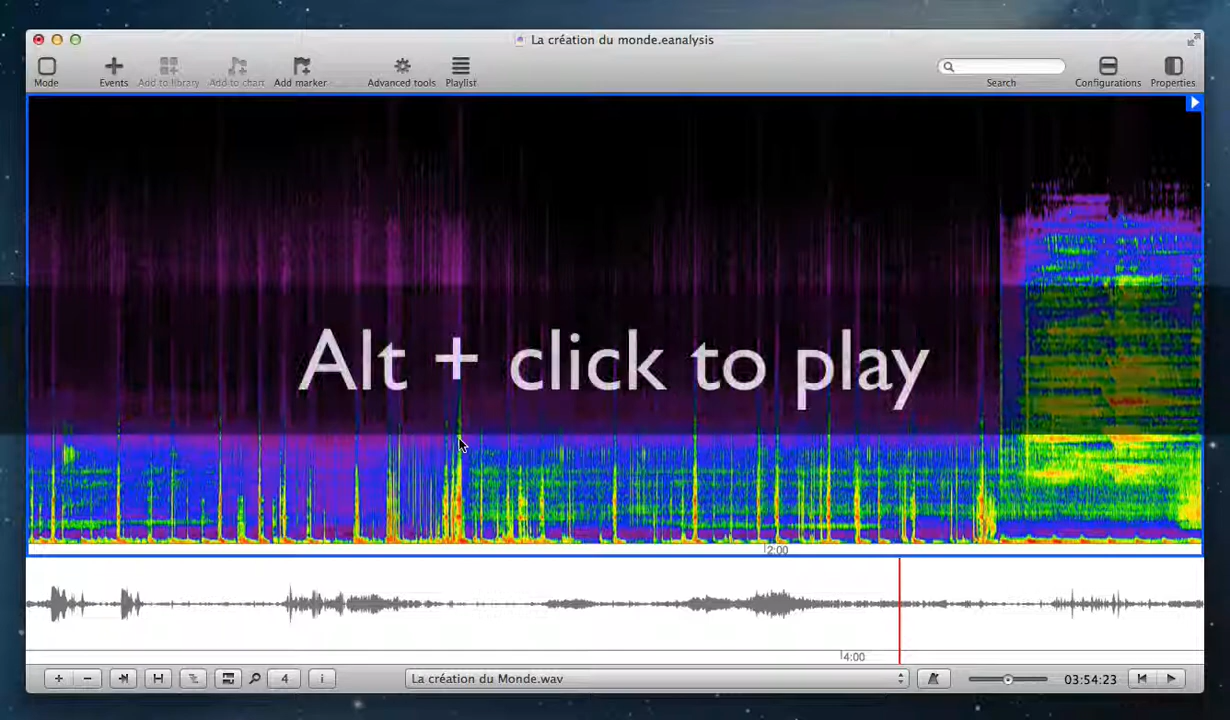 La création du monde.eanalysis
Mode Events Add to library Add to chart Add marker Advanced tools Playlist Search Configurations Properties
Alt + click to play
2:00
4:00
4 i La création du Monde.wav 03:54:23